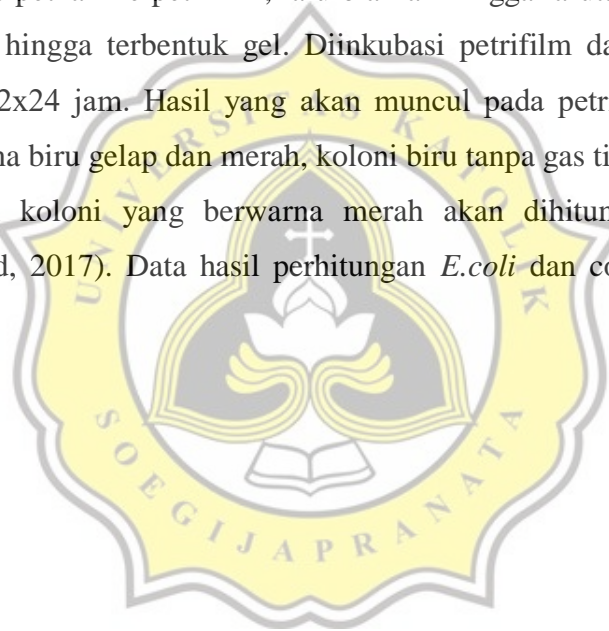 hingga terbentuk gel. Diinkubasi petrifilm da
2x24 jam. Hasil yang akan muncul pada petr
na biru gelap dan merah, koloni biru tanpa gas ti
koloni yang berwarna merah akan dihitun
d, 2017). Data hasil perhitungan E.coli dan co
UNIVERSITAS KATOLIK
SOEGIJAPRANATA